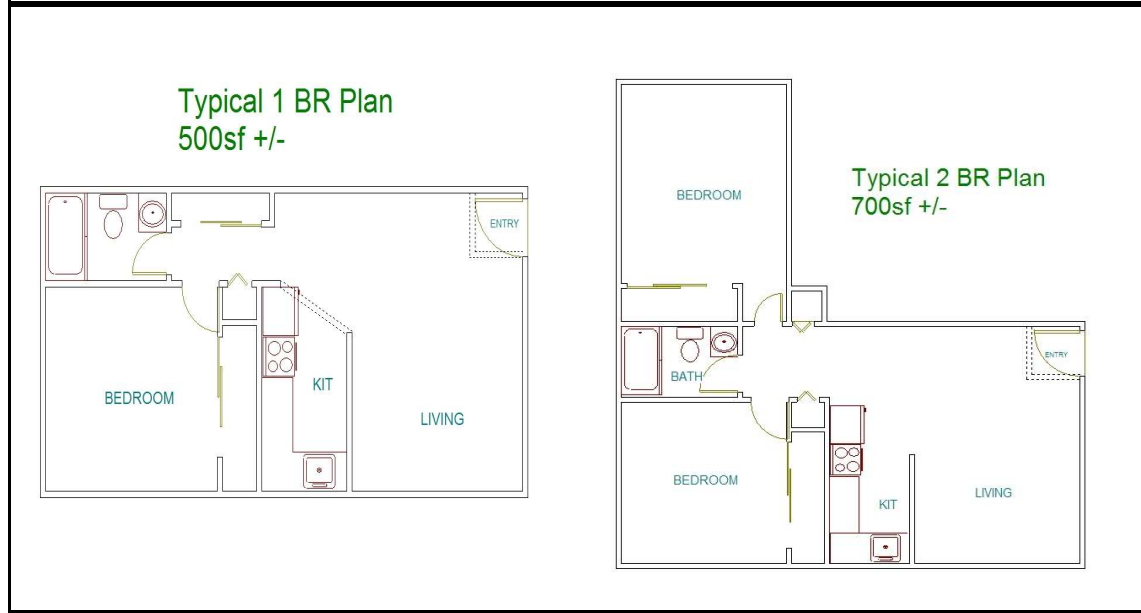 Typical 1 BR Plan
500sf +/-
ENTRY
KIT
BEDROOM
LIVING
Typical 2 BR Plan
700sf +/-
BEDROOM
ENTRY
BATH
BEDROOM
LIVING
KIT